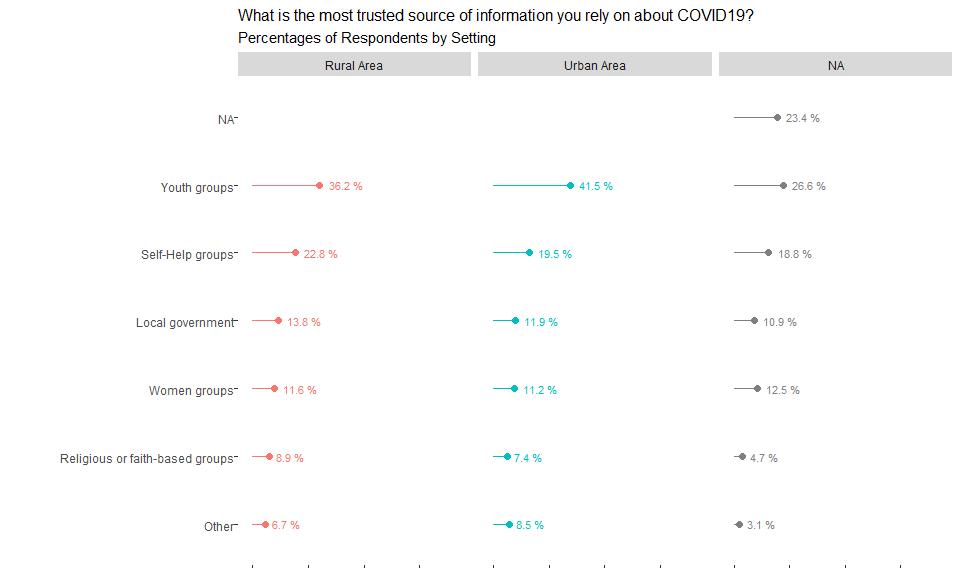 What is the most trusted source of information you rely on about COVID19?
Percentages of Respondents by Setting
Rural Area Urban Area NA
NA 23.4 %
Youth groups 36.2 % 41.5 % 26.6 %
Self-Help groups 22.8 % 19.5 % 18.8 %
Local government 13.8 % 11.9 % 10.9 %
Women groups 11.6 % 11.2 % 12.5 %
Religious or faith-based groups 8.9 % 7.4 % 4.7 %
Other 6.7 % 8.5 % 3.1 %